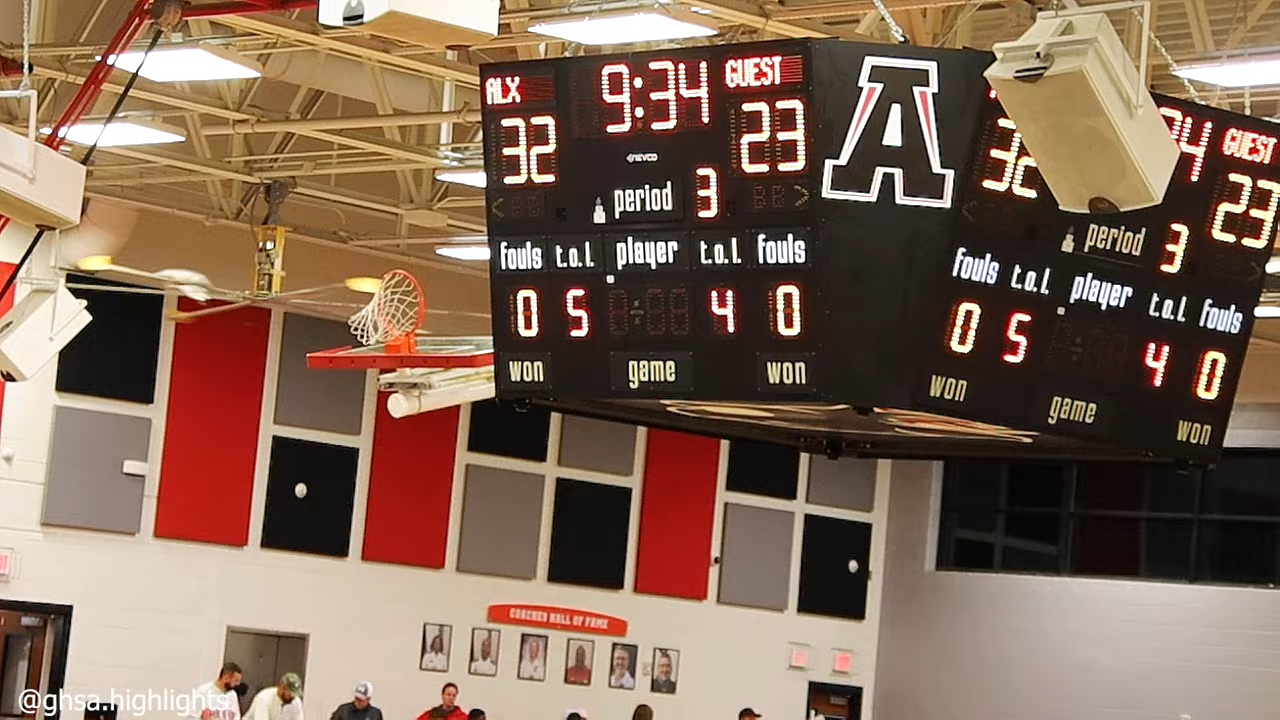 ALX 9:34 GUEST
32 23
NEVCO
period 3
fouls t.o.l. player t.o.l. fouls
0 5 4 0
won game won
A
34 GUEST
32 23
period 3
fouls t.o.l. player t.o.l. fouls
0 5 4 0
won game won
COACHES HALL OF FAME
@ghsa.highlights